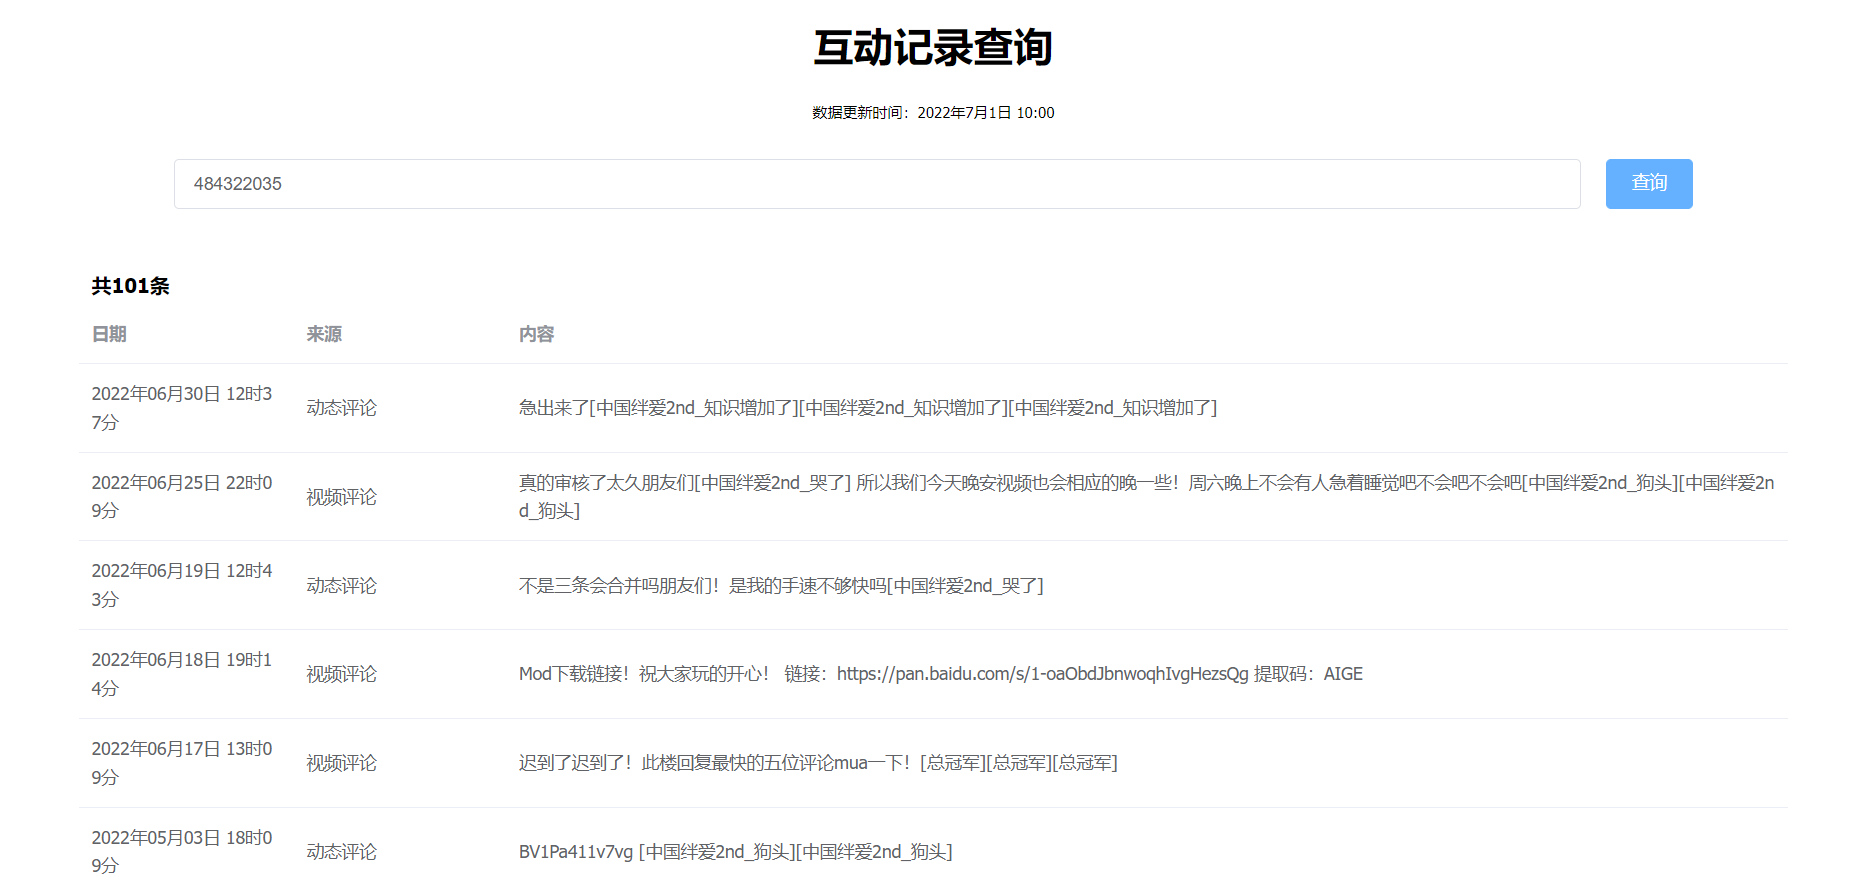 互动记录查询
数据更新时间：2022年7月1日 10:00
484322035
查询
共101条
日期 来源 内容
2022年06月30日 12时3
7分
动态评论
急出来了[中国绊爱2nd_知识增加了][中国绊爱2nd_知识增加了][中国绊爱2nd_知识增加了]
2022年06月25日 22时0
9分
视频评论
真的审核了太久朋友们[中国绊爱2nd_哭了] 所以我们今天晚安视频也会相应的晚一些！周六晚上不会有人急着睡觉吧不会吧不会吧[中国绊爱2nd_狗头][中国绊爱2n
d_狗头]
2022年06月19日 12时4
3分
动态评论
不是三条会合并吗朋友们！是我的手速不够快吗[中国绊爱2nd_哭了]
2022年06月18日 19时1
4分
视频评论
Mod下载链接！祝大家玩的开心！ 链接：https://pan.baidu.com/s/1-oaObdJbnwoqhIvgHezsQg 提取码：AIGE
2022年06月17日 13时0
9分
视频评论
迟到了迟到了！此楼回复最快的五位评论mua一下！[总冠军][总冠军][总冠军]
2022年05月03日 18时0
9分
动态评论
BV1Pa411v7vg [中国绊爱2nd_狗头][中国绊爱2nd_狗头]